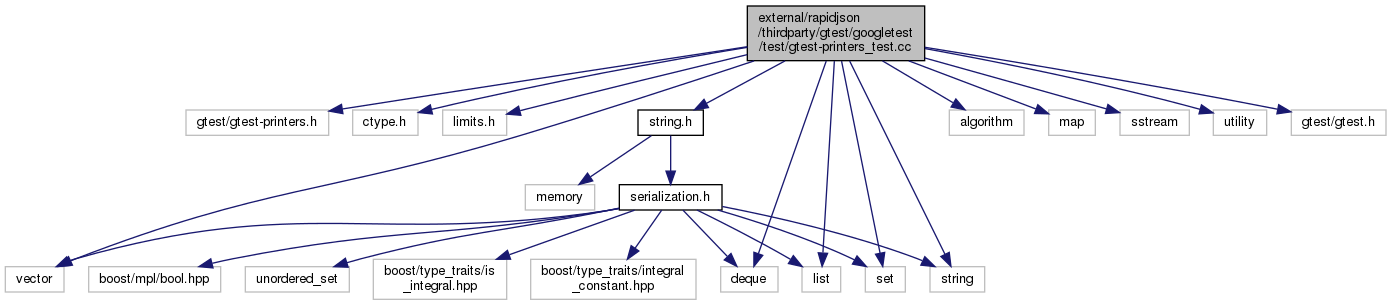 external/rapidjson
/thirdparty/gtest/googletest
/test/gtest-printers_test.cc
gtest/gtest-printers.h
ctype.h
limits.h
string.h
algorithm
map
sstream
utility
gtest/gtest.h
memory
serialization.h
vector
boost/mpl/bool.hpp
unordered_set
boost/type_traits/is
_integral.hpp
boost/type_traits/integral
_constant.hpp
deque
list
set
string